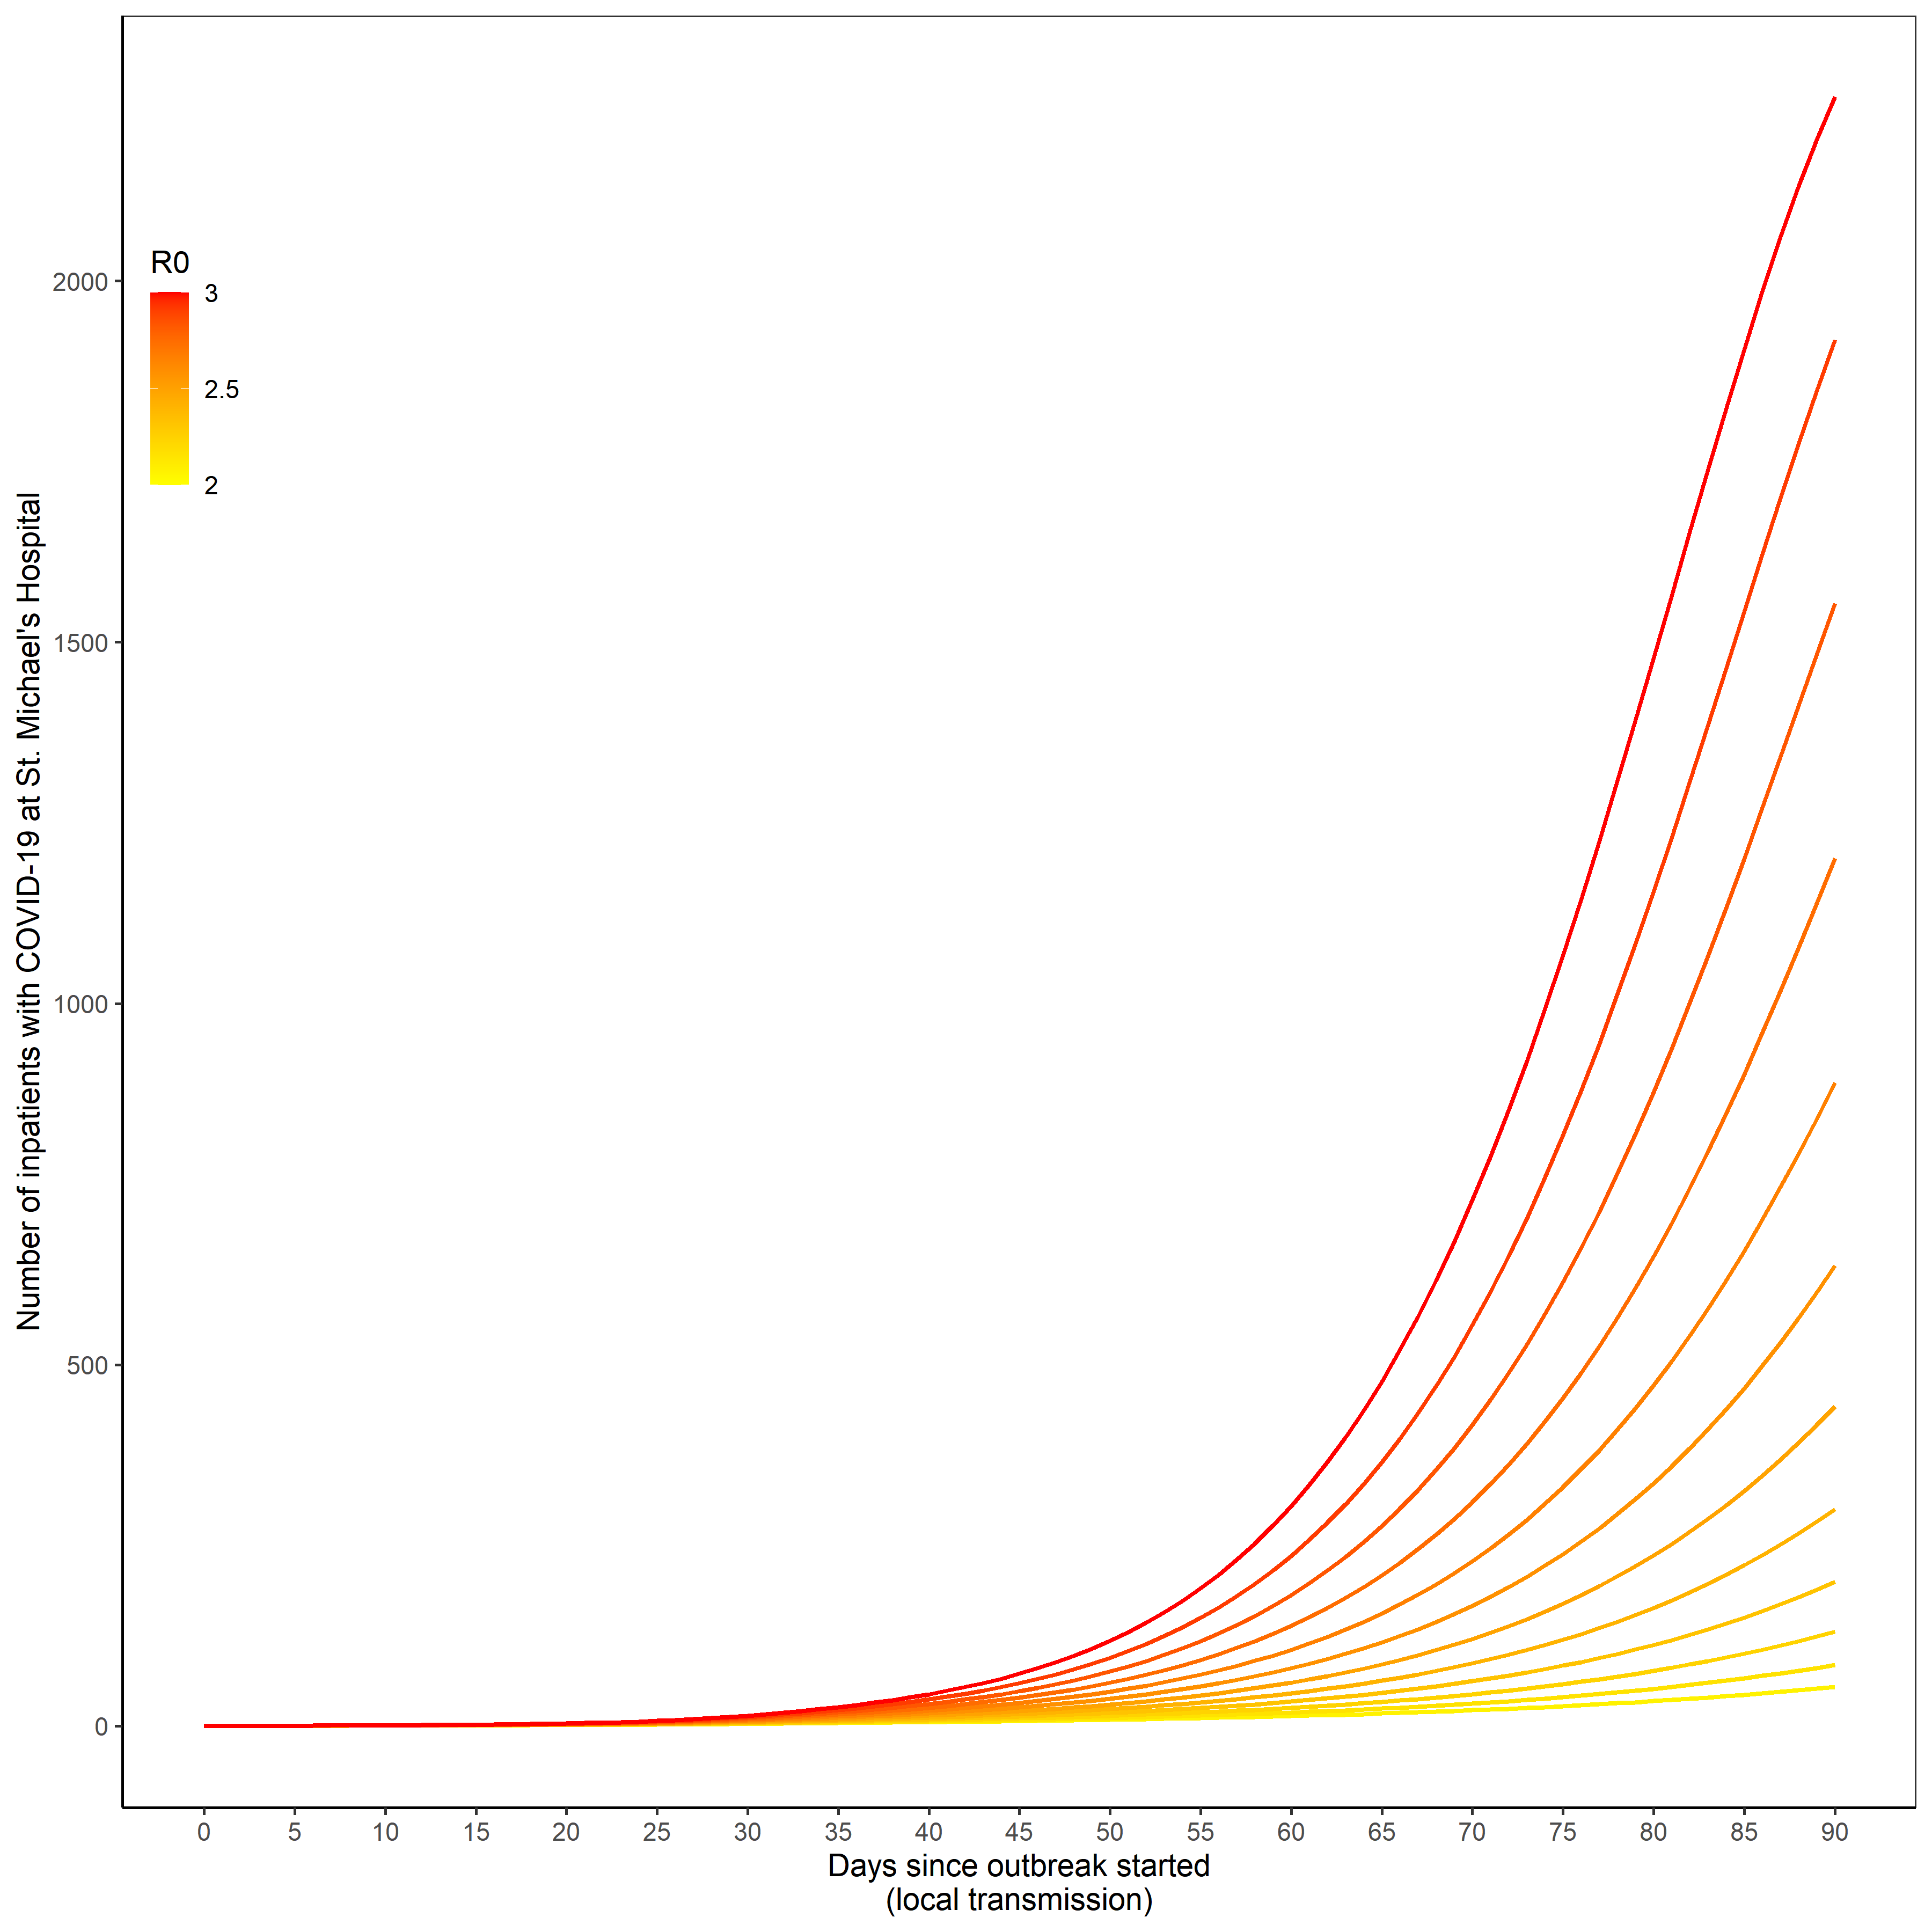 Number of inpatients with COVID-19 at St. Michael's Hospital
2000
1500
1000
500
0
R0
3
2.5
2
0 5 10 15 20 25 30 35 40 45 50 55 60 65 70 75 80 85 90
Days since outbreak started
(local transmission)